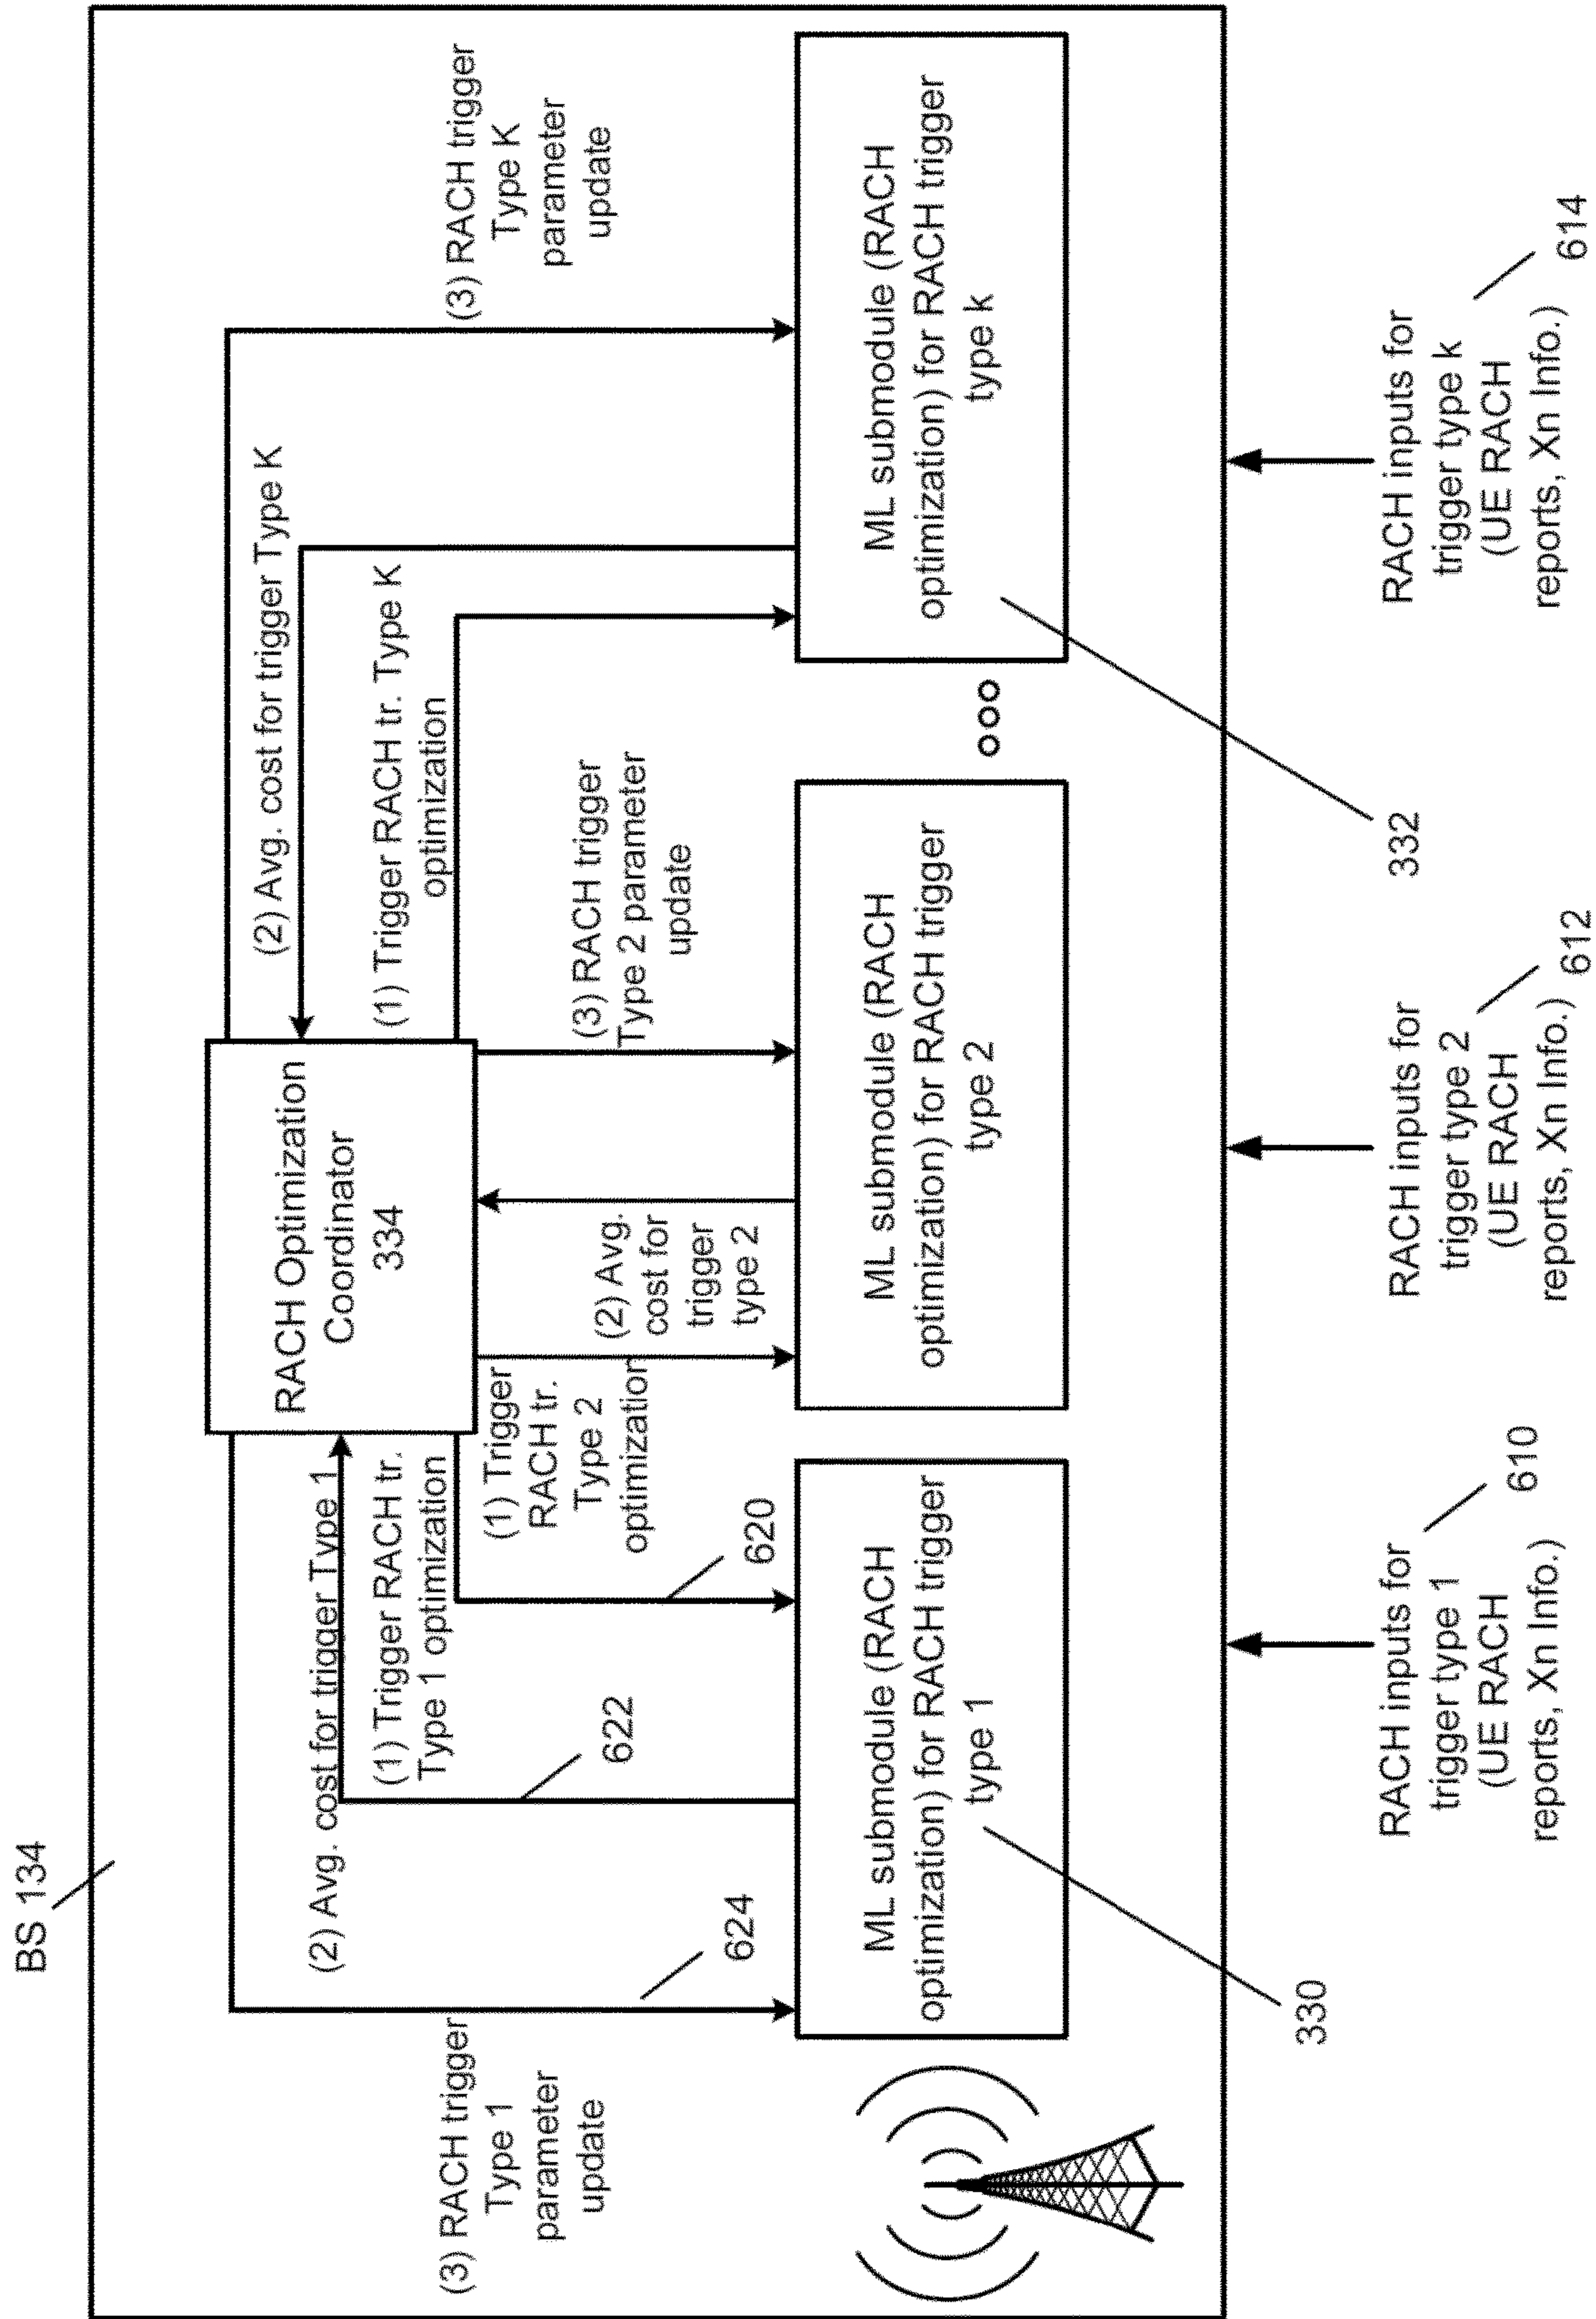 BS 134
RACH Optimization
Coordinator
334
(3) RACH trigger
Type 1
parameter
update
624
(2) Avg. cost for trigger Type 1
622
(1) Trigger RACH tr.
Type 1 optimization
620
(1) Trigger
RACH tr.
Type 2
optimization
(2) Avg.
cost for
trigger
type 2
(3) RACH trigger
Type 2 parameter
update
(2) Avg. cost for trigger Type K
(1) Trigger RACH tr. Type K
optimization
(3) RACH trigger
Type K
parameter
update
ML submodule (RACH
optimization) for RACH trigger
type 1
ML submodule (RACH
optimization) for RACH trigger
type 2
ML submodule (RACH
optimization) for RACH trigger
type k
330
332
RACH inputs for
trigger type 1
(UE RACH
reports, Xn Info.)
610
RACH inputs for
trigger type 2
(UE RACH
reports, Xn Info.)
612
RACH inputs for
trigger type k
(UE RACH
reports, Xn Info.)
614